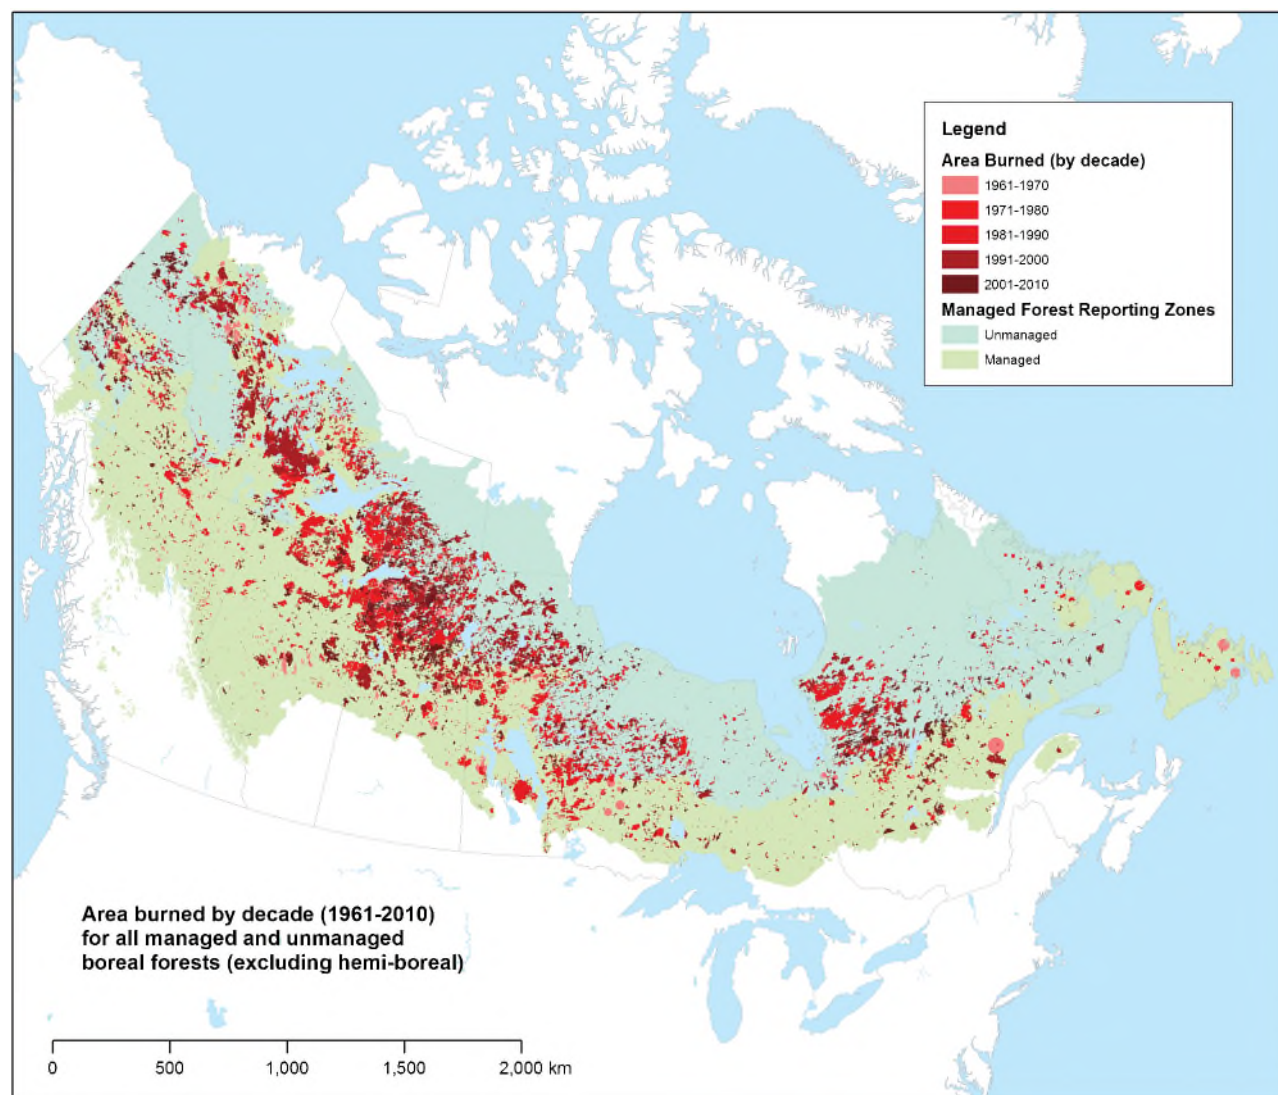 Legend
Area Burned (by decade)
1961-1970
1971-1980
1981-1990
1991-2000
2001-2010
Managed Forest Reporting Zones
Unmanaged
Managed
Area burned by decade (1961-2010)
for all managed and unmanaged
boreal forests (excluding hemi-boreal)
0 500 1,000 1,500 2,000 km